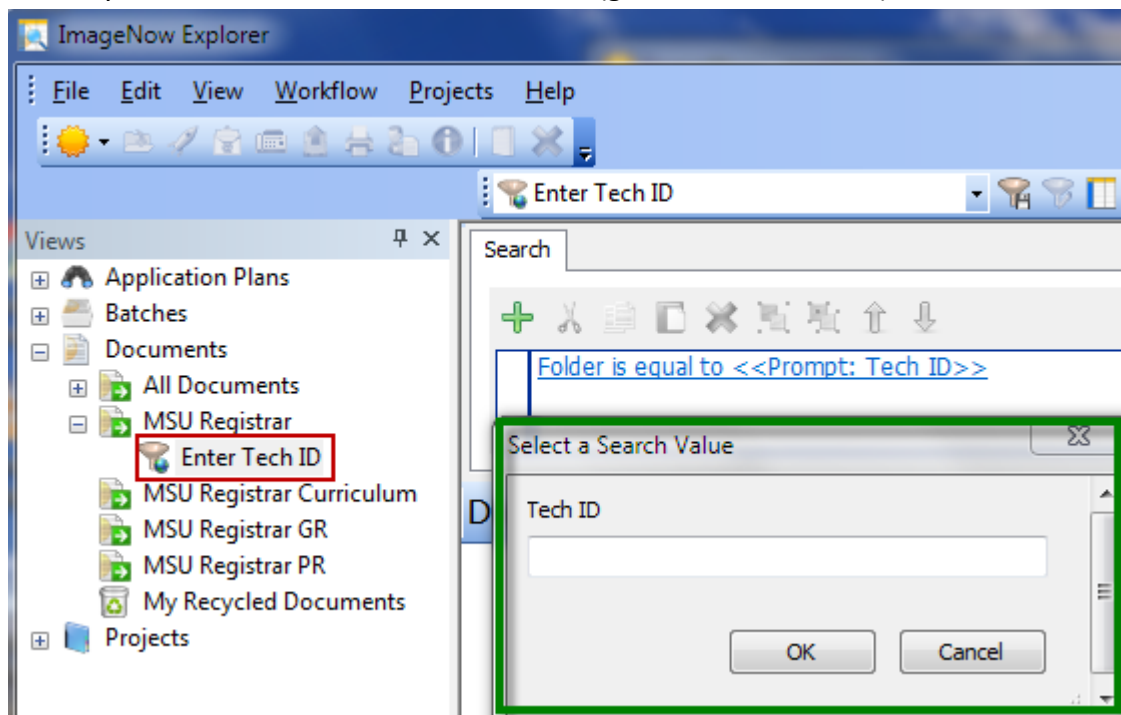 ImageNow Explorer
File Edit View Workflow Projects Help
Enter Tech ID
Views
Search
Application Plans
Batches
Documents
All Documents
MSU Registrar
Enter Tech ID
MSU Registrar Curriculum
MSU Registrar GR
MSU Registrar PR
My Recycled Documents
Projects
Folder is equal to <<Prompt: Tech ID>>
D
Select a Search Value
Tech ID
OK Cancel